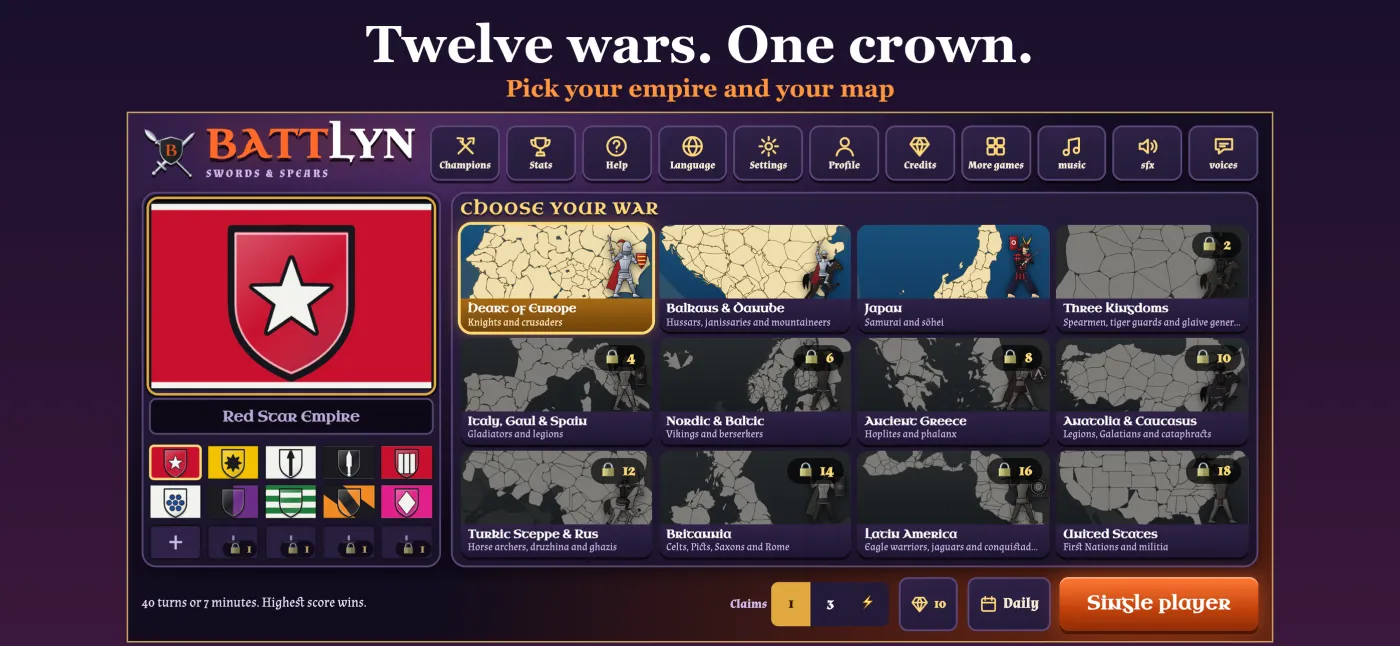 Twelve wars. One crown.
Pick your empire and your map
B
BATTLYN
SWORDS & SPEARS
Champions
Stats
Help
Language
Settings
Profile
Credits
More games
music
sfx
voices
CHOOSE YOUR WAR
Heart of Europe
Knights and crusaders
Balkans & Danube
Hussars, janissaries and mountaineers
Japan
Samurai and sōhei
2
Three Kingdoms
Spearmen, tiger guards and glaive gener...
4
Italy, Gaul & Spain
Gladiators and legions
6
Nordic & Baltic
Vikings and berserkers
8
Ancient Greece
Hoplites and phalanx
10
Anatolia & Caucasus
Legions, Galatians and cataphracts
12
Turkic Steppe & Rus
Horse archers, druzhina and ghazis
14
Britannia
Celts, Picts, Saxons and Rome
16
Latin America
Eagle warriors, jaguars and conquistad...
18
United States
First Nations and militia
Red Star Empire
+
1
1
1
1
40 turns or 7 minutes. Highest score wins.
Claims
1
3
10
Daily
Single player